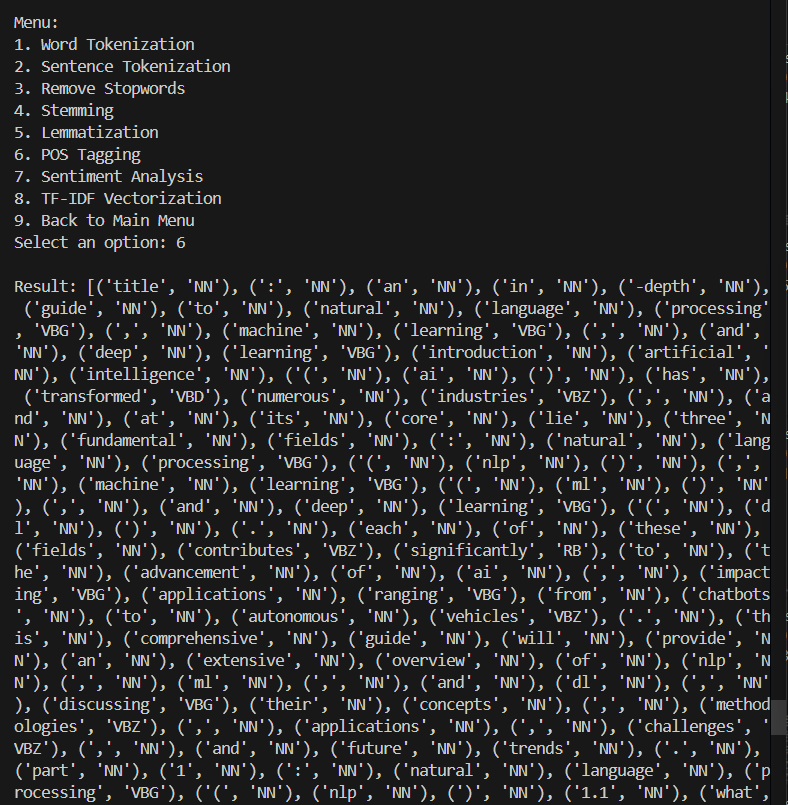 Menu:
1. Word Tokenization
2. Sentence Tokenization
3. Remove Stopwords
4. Stemming
5. Lemmatization
6. POS Tagging
7. Sentiment Analysis
8. TF-IDF Vectorization
9. Back to Main Menu
Select an option: 6
Result: [('title', 'NN'), (':', 'NN'), ('an', 'NN'), ('in', 'NN'), ('-depth', 'NN'),
('guide', 'NN'), ('to', 'NN'), ('natural', 'NN'), ('language', 'NN'), ('processing'
, 'VBG'), (',', 'NN'), ('machine', 'NN'), ('learning', 'VBG'), (',', 'NN'), ('and',
'NN'), ('deep', 'NN'), ('learning', 'VBG'), ('introduction', 'NN'), ('artificial', '
NN'), ('intelligence', 'NN'), ('(', 'NN'), ('ai', 'NN'), (')', 'NN'), ('has', 'NN'),
('transformed', 'VBD'), ('numerous', 'NN'), ('industries', 'VBZ'), (',', 'NN'), ('a
nd', 'NN'), ('at', 'NN'), ('its', 'NN'), ('core', 'NN'), ('lie', 'NN'), ('three', 'N
N'), ('fundamental', 'NN'), ('fields', 'NN'), (':', 'NN'), ('natural', 'NN'), ('lang
uage', 'NN'), ('processing', 'VBG'), ('(', 'NN'), ('nlp', 'NN'), (')', 'NN'), (',',
'NN'), ('machine', 'NN'), ('learning', 'VBG'), ('(', 'NN'), ('ml', 'NN'), (')', 'NN'
), (',', 'NN'), ('and', 'NN'), ('deep', 'NN'), ('learning', 'VBG'), ('(', 'NN'), ('d
l', 'NN'), (')', 'NN'), ('.', 'NN'), ('each', 'NN'), ('of', 'NN'), ('these', 'NN'),
('fields', 'NN'), ('contributes', 'VBZ'), ('significantly', 'RB'), ('to', 'NN'), ('t
he', 'NN'), ('advancement', 'NN'), ('of', 'NN'), ('ai', 'NN'), (',', 'NN'), ('impact
ing', 'VBG'), ('applications', 'NN'), ('ranging', 'VBG'), ('from', 'NN'), ('chatbots
', 'NN'), ('to', 'NN'), ('autonomous', 'NN'), ('vehicles', 'VBZ'), ('.', 'NN'), ('th
is', 'NN'), ('comprehensive', 'NN'), ('guide', 'NN'), ('will', 'NN'), ('provide', 'N
N'), ('an', 'NN'), ('extensive', 'NN'), ('overview', 'NN'), ('of', 'NN'), ('nlp', 'N
N'), (',', 'NN'), ('ml', 'NN'), (',', 'NN'), ('and', 'NN'), ('dl', 'NN'), (',', 'NN'
), ('discussing', 'VBG'), ('their', 'NN'), ('concepts', 'NN'), (',', 'NN'), ('method
ologies', 'VBZ'), (',', 'NN'), ('applications', 'NN'), (',', 'NN'), ('challenges', '
VBZ'), (',', 'NN'), ('and', 'NN'), ('future', 'NN'), ('trends', 'NN'), ('.', 'NN'),
('part', 'NN'), ('1', 'NN'), (':', 'NN'), ('natural', 'NN'), ('language', 'NN'), ('p
rocessing', 'VBG'), ('(', 'NN'), ('nlp', 'NN'), (')', 'NN'), ('1.1', 'NN'), ('what',